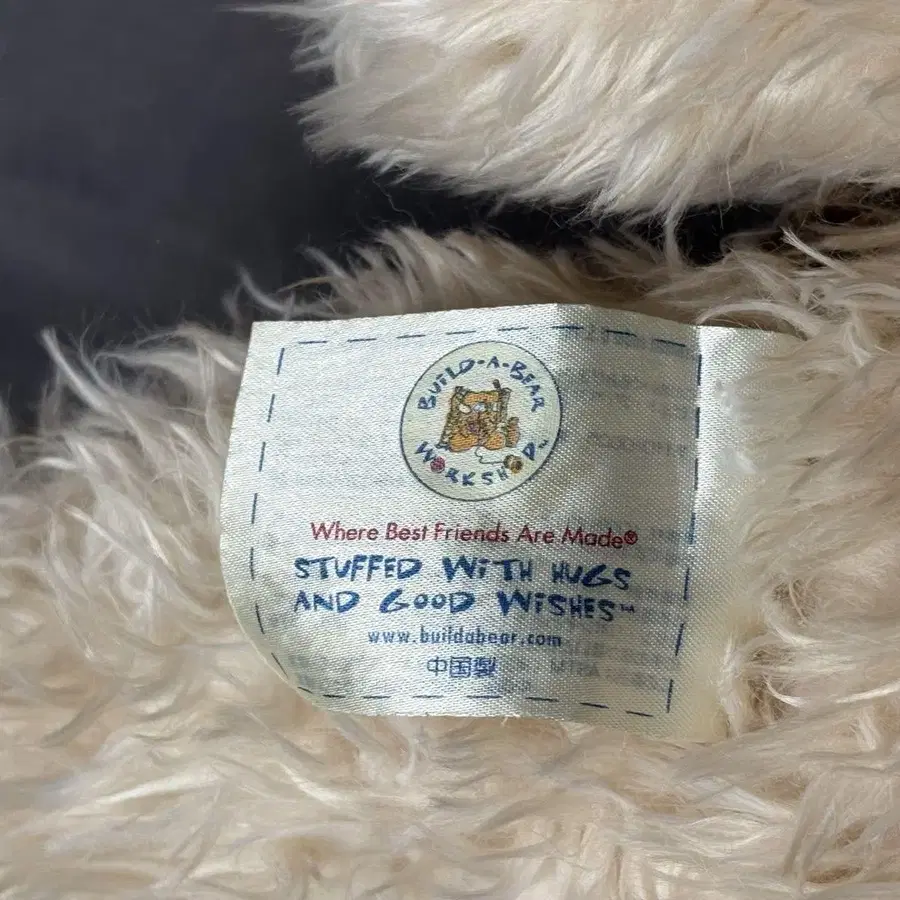 BUILD-A-BEAR
WORKSHOP™
Where Best Friends Are Made®
STUFFED WITH HUGS
AND GOOD WISHES™
www.buildabear.com
中国製